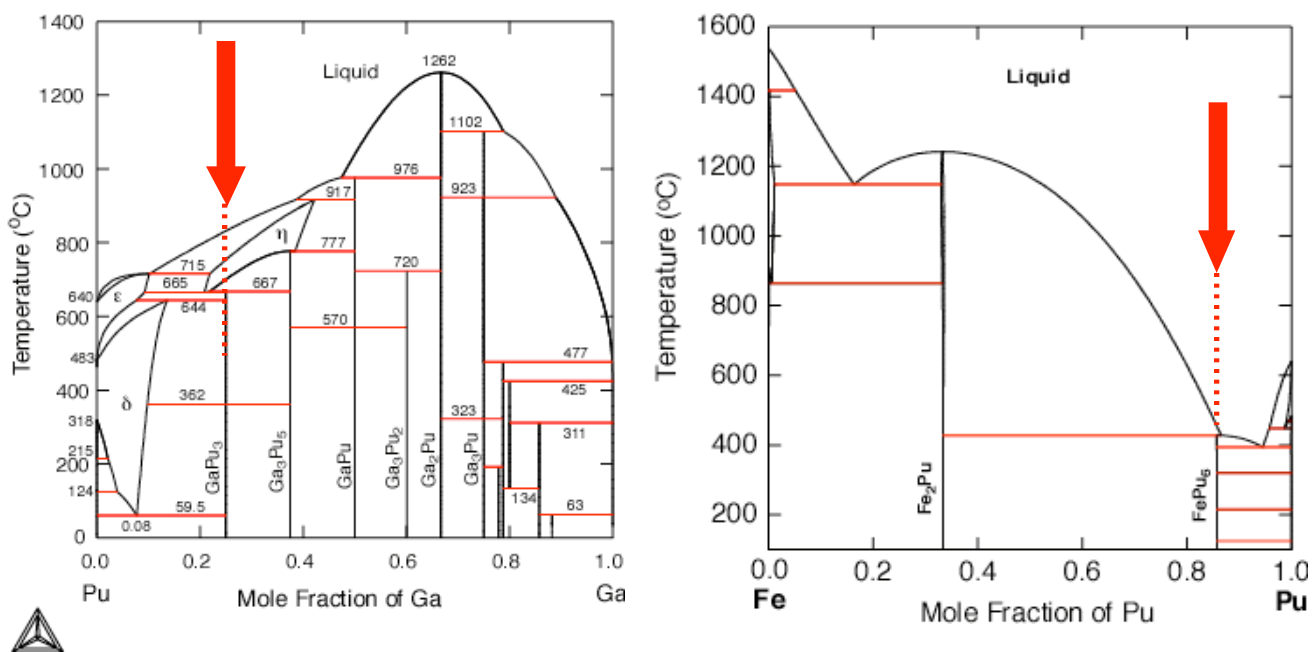 1400
1200
1000
800
600
400
200
0
640
483
318
215
124
Temperature (°C)
Liquid
1262
1102
976
923
917
η
777
715
720
665
667
ε
644
570
477
425
δ
362
323
311
GaPu₃
Ga₃Pu₅
GaPu
Ga₃Pu₂
Ga₂Pu
Ga₃Pu
134
59.5
63
0.08
0.0
0.2
0.4
0.6
0.8
1.0
Pu
Mole Fraction of Ga
Ga
1600
1400
1200
1000
800
600
400
200
Temperature (°C)
Liquid
Fe₂Pu
FePu₆
0.0
0.2
0.4
0.6
0.8
1.0
Fe
Mole Fraction of Pu
Pu